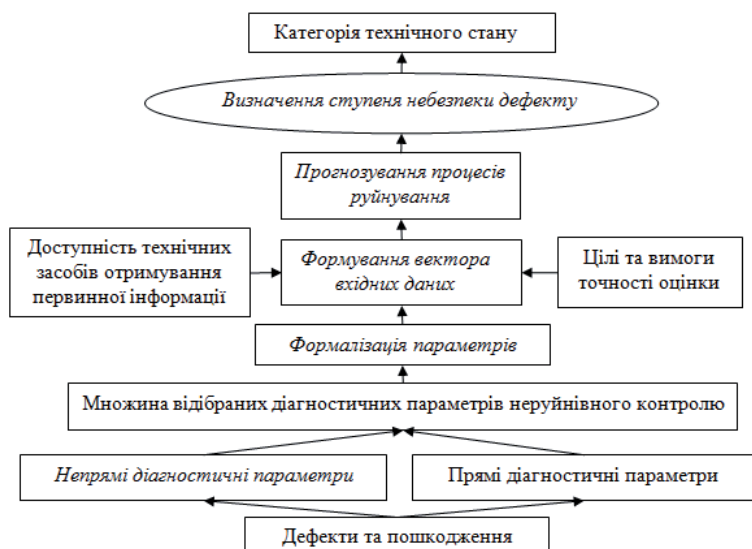 Категорія технічного стану
Визначення ступеня небезпеки дефекту
Прогнозування процесів
руйнування
Доступність технічних
засобів отримування
первинної інформації
Формування вектора
вхідних даних
Цілі та вимоги
точності оцінки
Формалізація параметрів
Множина відібраних діагностичних параметрів неруйнівного контролю
Непрямі діагностичні параметри
Прямі діагностичні параметри
Дефекти та пошкодження